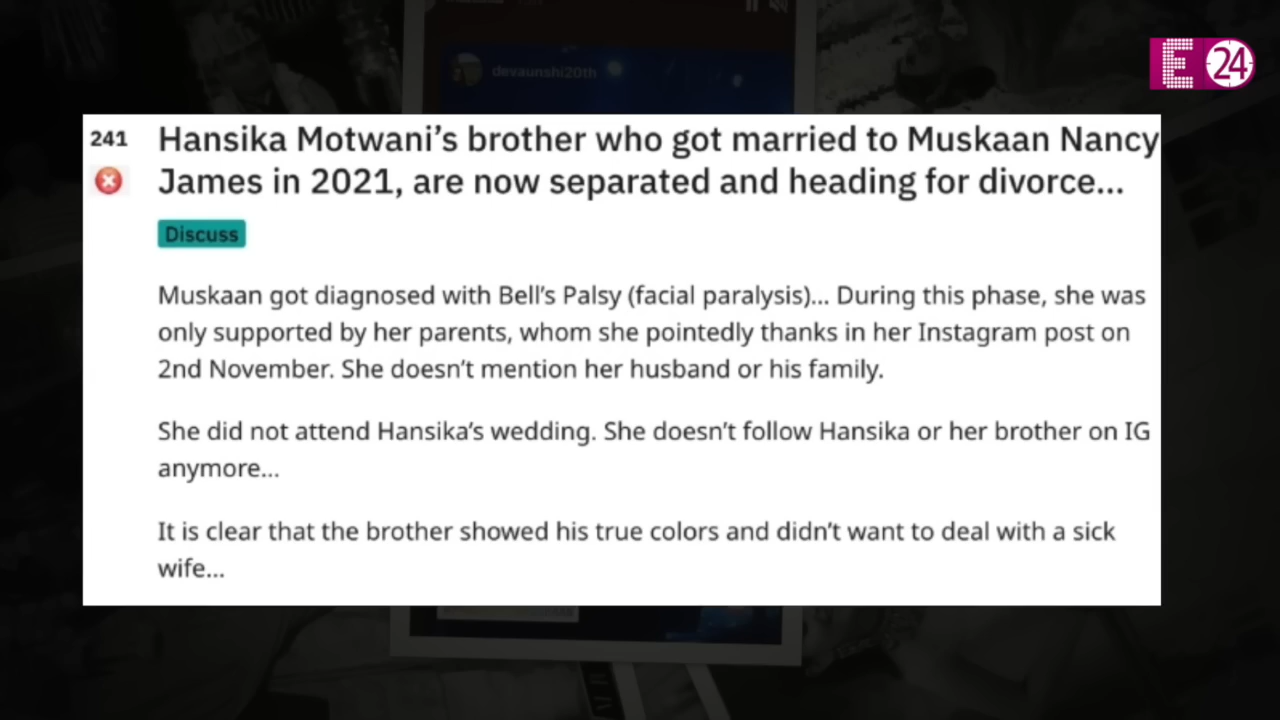 devaunshi20th
E 24
241
Hansika Motwani’s brother who got married to Muskaan Nancy
James in 2021, are now separated and heading for divorce...
Discuss
Muskaan got diagnosed with Bell’s Palsy (facial paralysis)... During this phase, she was
only supported by her parents, whom she pointedly thanks in her Instagram post on
2nd November. She doesn’t mention her husband or his family.
She did not attend Hansika’s wedding. She doesn’t follow Hansika or her brother on IG
anymore...
It is clear that the brother showed his true colors and didn’t want to deal with a sick
wife...